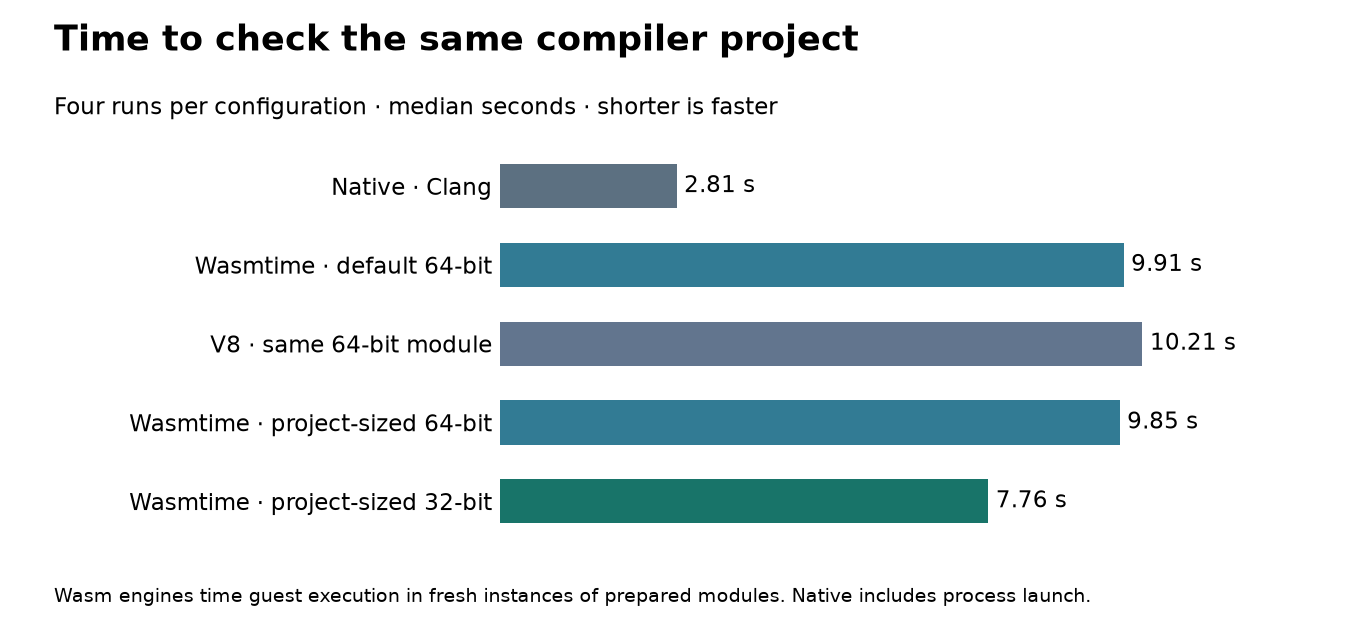 Time to check the same compiler project
Four runs per configuration · median seconds · shorter is faster
Native · Clang 2.81 s
Wasmtime · default 64-bit 9.91 s
V8 · same 64-bit module 10.21 s
Wasmtime · project-sized 64-bit 9.85 s
Wasmtime · project-sized 32-bit 7.76 s
Wasm engines time guest execution in fresh instances of prepared modules. Native includes process launch.